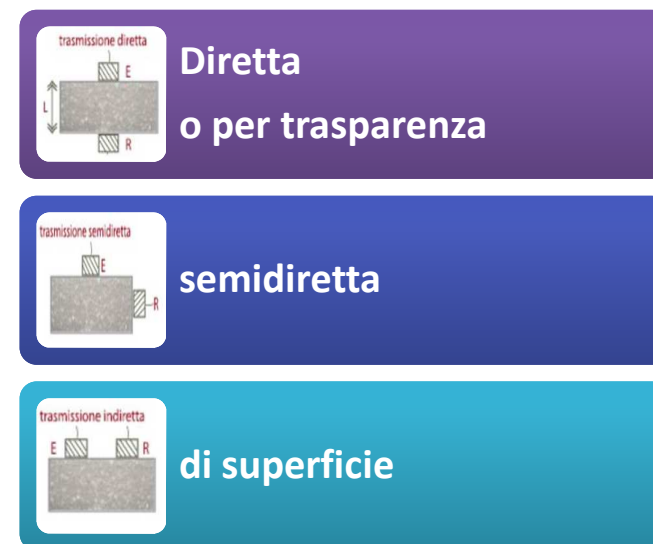 trasmissione diretta
E
L
R
Diretta
o per trasparenza
trasmissione semidiretta
E
R
semidiretta
trasmissione indiretta
E R
di superficie